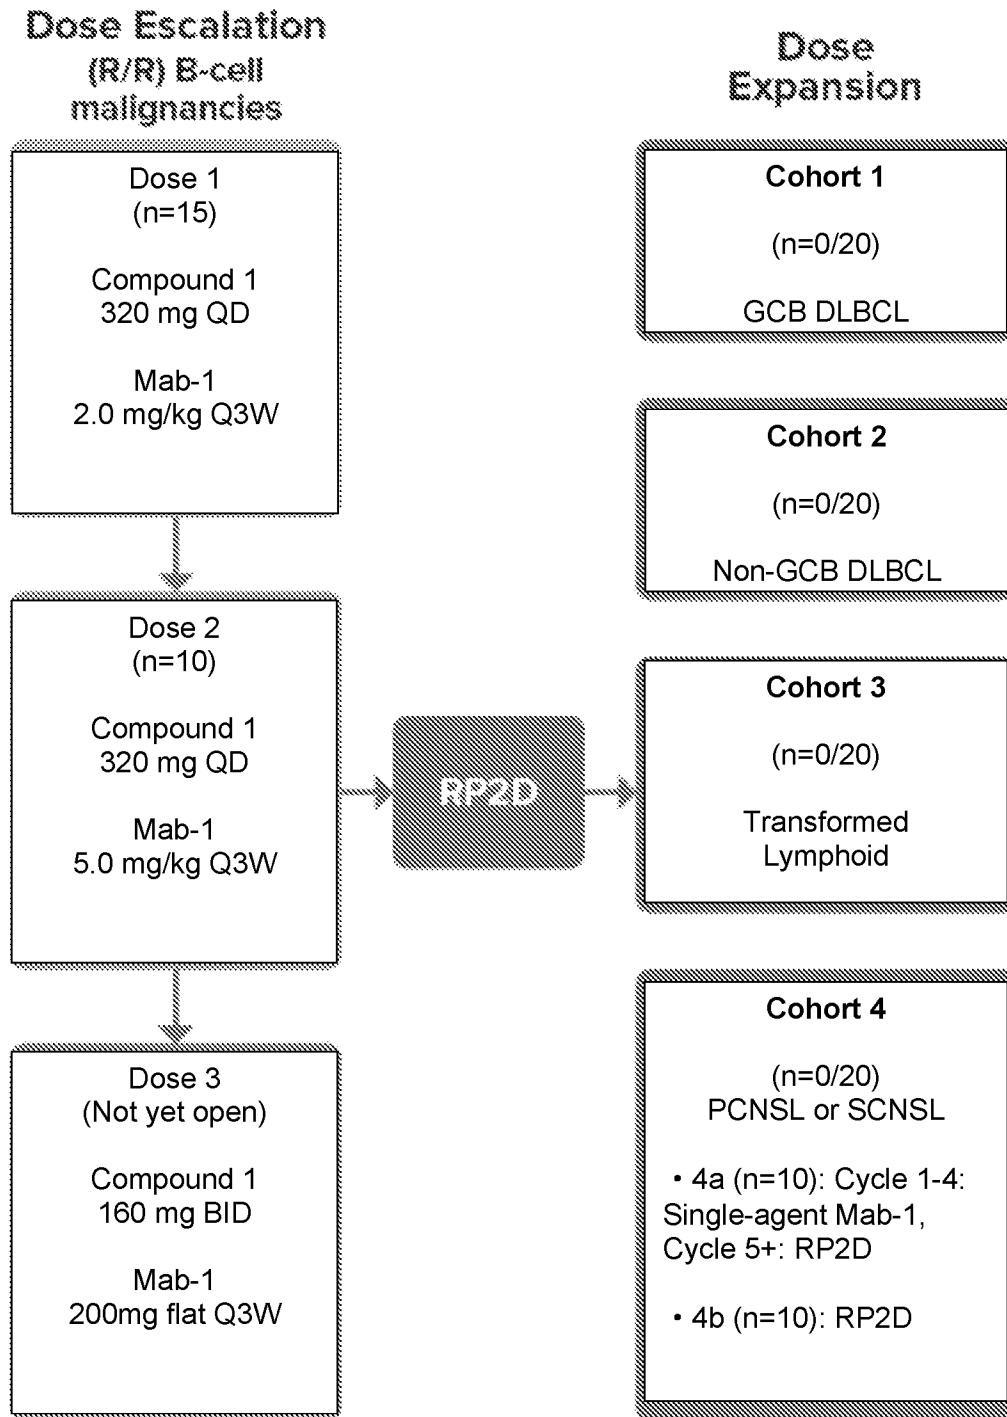 Dose Escalation
(R/R) B-cell
malignancies
Dose 1
(n=15)
Compound 1
320 mg QD
Mab-1
2.0 mg/kg Q3W
Dose 2
(n=10)
Compound 1
320 mg QD
Mab-1
5.0 mg/kg Q3W
Dose 3
(Not yet open)
Compound 1
160 mg BID
Mab-1
200mg flat Q3W
RP2D
Dose
Expansion
Cohort 1
(n=0/20)
GCB DLBCL
Cohort 2
(n=0/20)
Non-GCB DLBCL
Cohort 3
(n=0/20)
Transformed
Lymphoid
Cohort 4
(n=0/20)
PCNSL or SCNSL
• 4a (n=10): Cycle 1-4:
Single-agent Mab-1,
Cycle 5+: RP2D
• 4b (n=10): RP2D